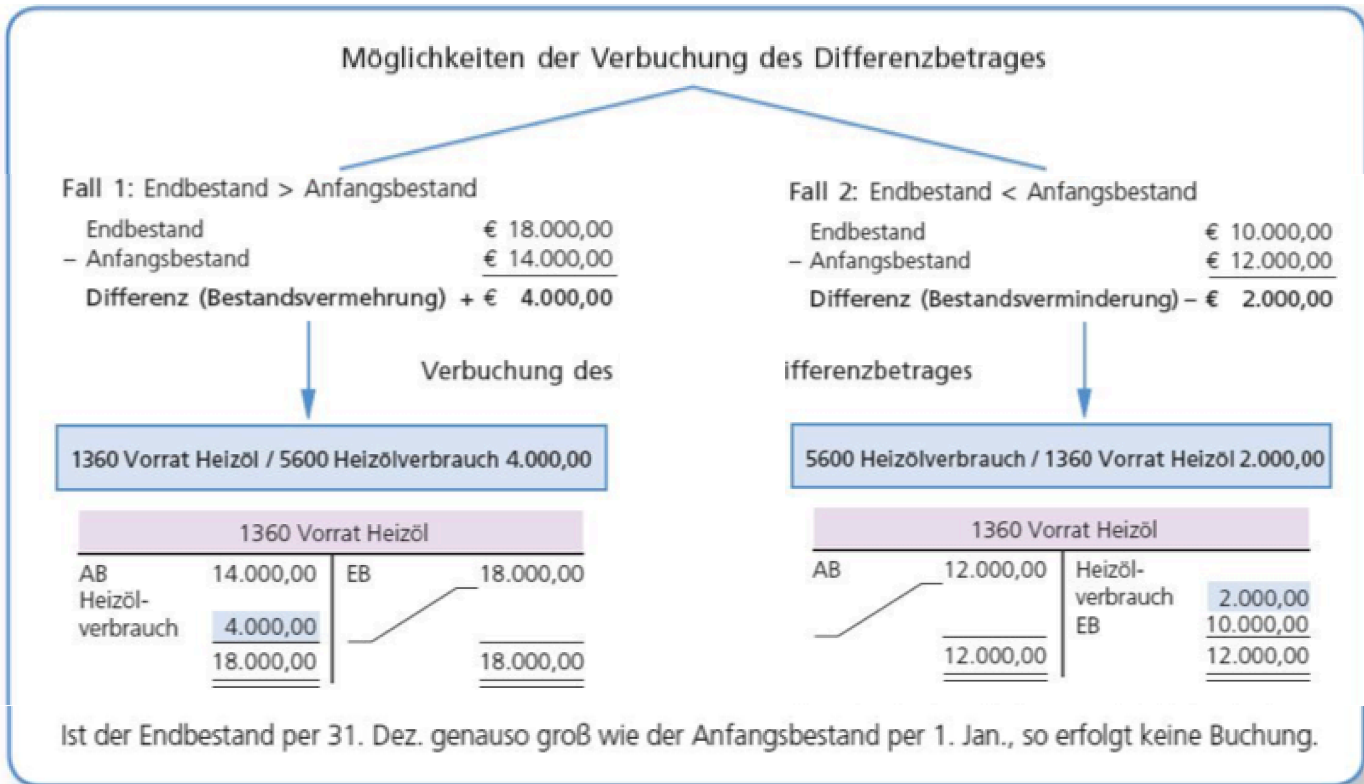 Möglichkeiten der Verbuchung des Differenzbetrages
Fall 1: Endbestand > Anfangsbestand
Endbestand € 18.000,00
– Anfangsbestand € 14.000,00
Differenz (Bestandsvermehrung) + € 4.000,00
Fall 2: Endbestand < Anfangsbestand
Endbestand € 10.000,00
– Anfangsbestand € 12.000,00
Differenz (Bestandsverminderung) – € 2.000,00
Verbuchung des ifferenzbetrages
1360 Vorrat Heizöl / 5600 Heizölverbrauch 4.000,00
5600 Heizölverbrauch / 1360 Vorrat Heizöl 2.000,00
1360 Vorrat Heizöl
AB 14.000,00 EB 18.000,00
Heizöl-
verbrauch 4.000,00
18.000,00 18.000,00
1360 Vorrat Heizöl
AB 12.000,00 Heizöl-
verbrauch 2.000,00
EB 10.000,00
12.000,00 12.000,00
Ist der Endbestand per 31. Dez. genauso groß wie der Anfangsbestand per 1. Jan., so erfolgt keine Buchung.